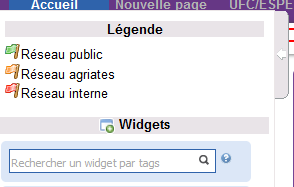 Accueil Nouvelle page UFC/ESPE
Légende
Réseau public
Réseau agriates
Réseau interne
Widgets
Rechercher un widget par tags